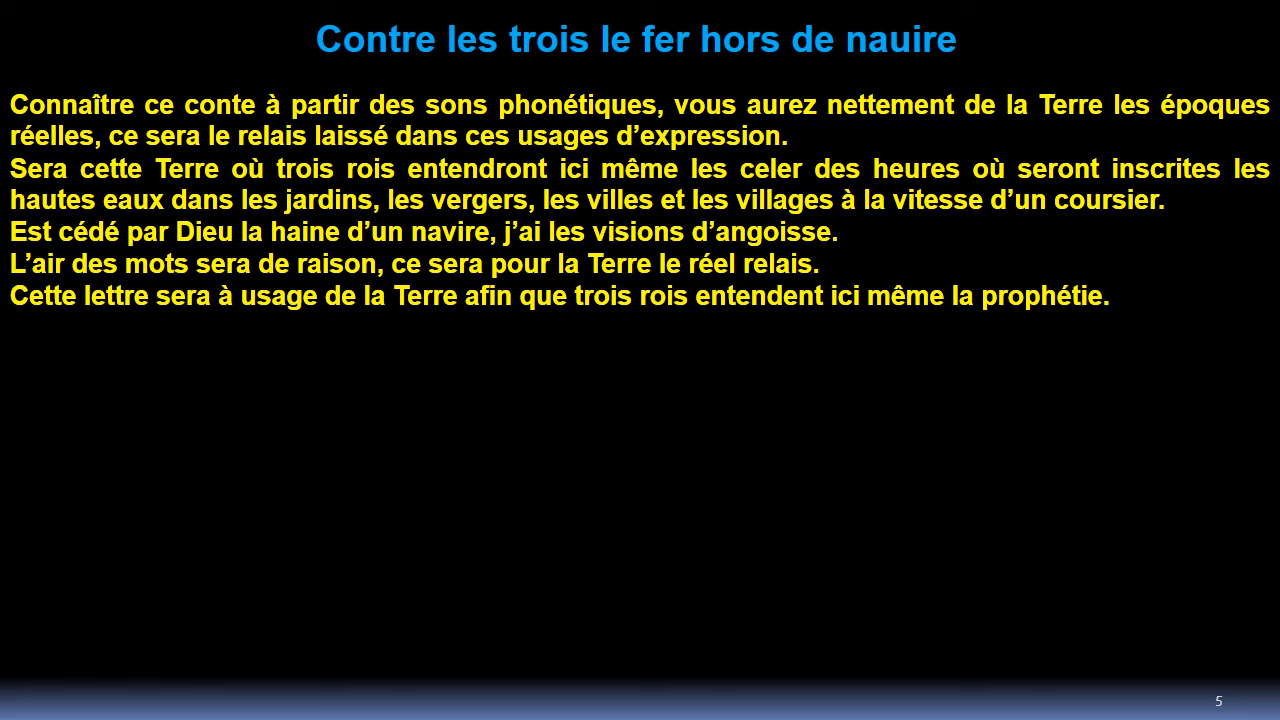 Contre les trois le fer hors de nauire
Connaître ce conte à partir des sons phonétiques, vous aurez nettement de la Terre les époques
réelles, ce sera le relais laissé dans ces usages d’expression.
Sera cette Terre où trois rois entendront ici même les celer des heures où seront inscrites les
hautes eaux dans les jardins, les vergers, les villes et les villages à la vitesse d’un coursier.
Est cédé par Dieu la haine d’un navire, j’ai les visions d’angoisse.
L’air des mots sera de raison, ce sera pour la Terre le réel relais.
Cette lettre sera à usage de la Terre afin que trois rois entendent ici même la prophétie.
5